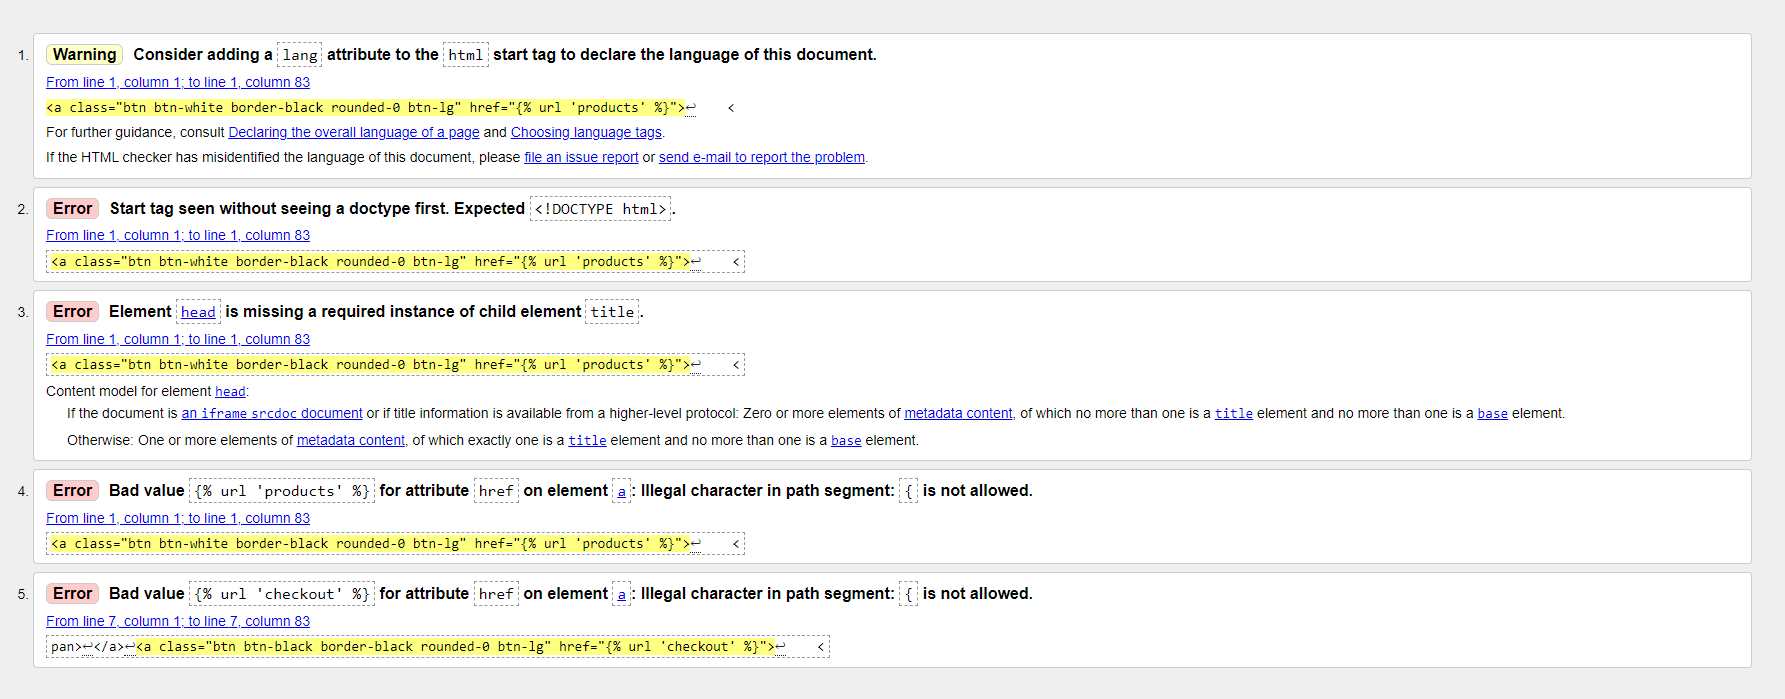 1. Warning Consider adding a lang attribute to the html start tag to declare the language of this document.
From line 1, column 1; to line 1, column 83
<a class="btn btn-white border-black rounded-0 btn-lg" href="{% url 'products' %}">↩    <
For further guidance, consult Declaring the overall language of a page and Choosing language tags.
If the HTML checker has misidentified the language of this document, please file an issue report or send e-mail to report the problem.
2. Error Start tag seen without seeing a doctype first. Expected <!DOCTYPE html>.
From line 1, column 1; to line 1, column 83
<a class="btn btn-white border-black rounded-0 btn-lg" href="{% url 'products' %}">↩    <
3. Error Element head is missing a required instance of child element title.
From line 1, column 1; to line 1, column 83
<a class="btn btn-white border-black rounded-0 btn-lg" href="{% url 'products' %}">↩    <
Content model for element head:
If the document is an iframe srcdoc document or if title information is available from a higher-level protocol: Zero or more elements of metadata content, of which no more than one is a title element and no more than one is a base element.
Otherwise: One or more elements of metadata content, of which exactly one is a title element and no more than one is a base element.
4. Error Bad value {% url 'products' %} for attribute href on element a: Illegal character in path segment: { is not allowed.
From line 1, column 1; to line 1, column 83
<a class="btn btn-white border-black rounded-0 btn-lg" href="{% url 'products' %}">↩    <
5. Error Bad value {% url 'checkout' %} for attribute href on element a: Illegal character in path segment: { is not allowed.
From line 7, column 1; to line 7, column 83
pan>↩</a>↩<a class="btn btn-black border-black rounded-0 btn-lg" href="{% url 'checkout' %}">↩    <